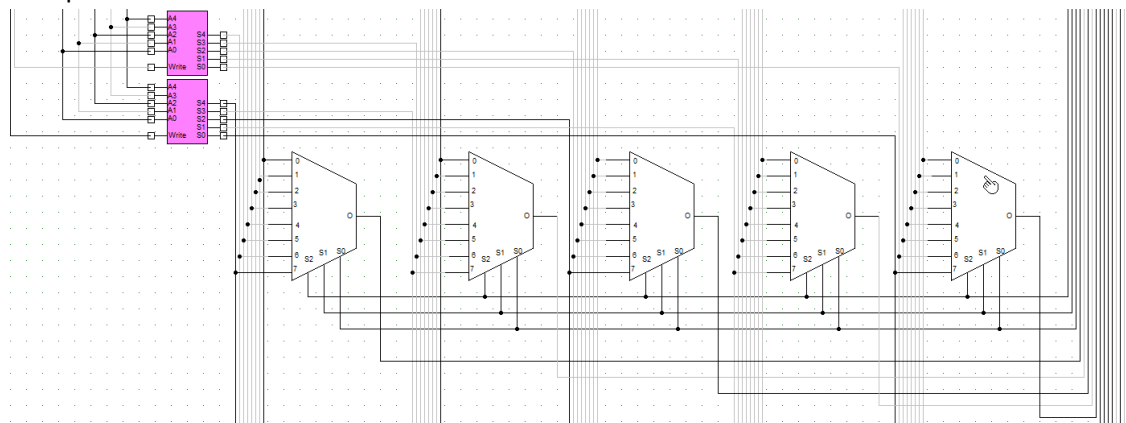 A4
A3
A2 S4
A1 S3
A0 S2
S1
Write S0
A4
A3
A2 S4
A1 S3
A0 S2
S1
Write S0
0 0 0 0 0
1 1 1 1 1
2 2 2 2 2
3 3 3 3 3
O O O O O
4 4 4 4 4
5 5 5 5 5
6 S2 S1 S0 6 S2 S1 S0 6 S2 S1 S0 6 S2 S1 S0 6 S2 S1 S0
7 7 7 7 7